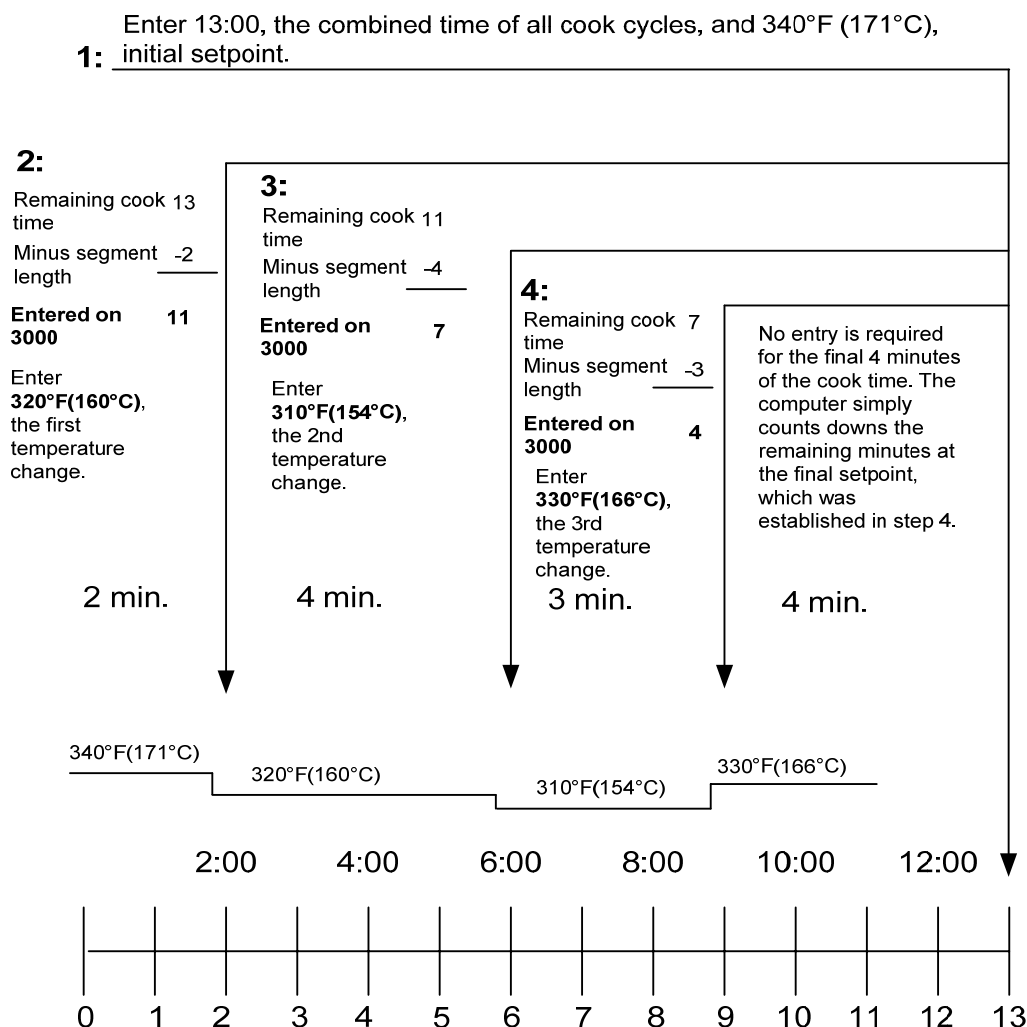 Enter 13:00, the combined time of all cook cycles, and 340°F (171°C),
1: initial setpoint.
2:
Remaining cook 13
time
Minus segment -2
length
Entered on 11
3000
Enter
320°F(160°C),
the first
temperature
change.
2 min.
3:
Remaining cook 11
time
Minus segment -4
length
Entered on 7
3000
Enter
310°F(154°C),
the 2nd
temperature
change.
4 min.
4:
Remaining cook 7
time
Minus segment -3
length
Entered on 4
3000
Enter
330°F(166°C),
the 3rd
temperature
change.
3 min.
No entry is required
for the final 4 minutes
of the cook time. The
computer simply
counts downs the
remaining minutes at
the final setpoint,
which was
established in step 4.
4 min.
340°F(171°C)
320°F(160°C)
310°F(154°C)
330°F(166°C)
2:00 4:00 6:00 8:00 10:00 12:00
0 1 2 3 4 5 6 7 8 9 10 11 12 13